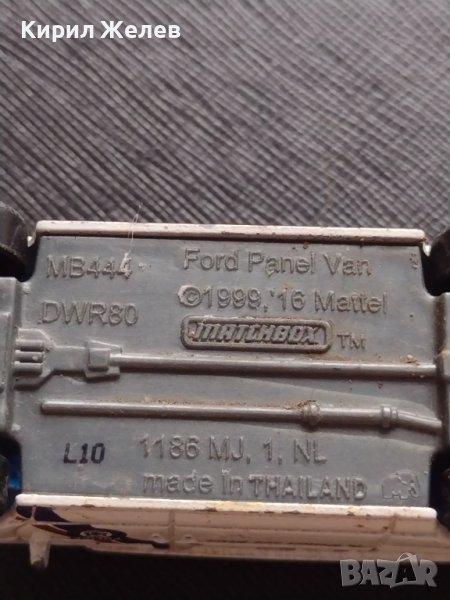 Кирил Желев
MB444 Ford Panel Van
DWR80 ©1999,'16 Mattel
MATCHBOX TM
L10 1186 MJ, 1, NL
made in THAILAND
BAZAR